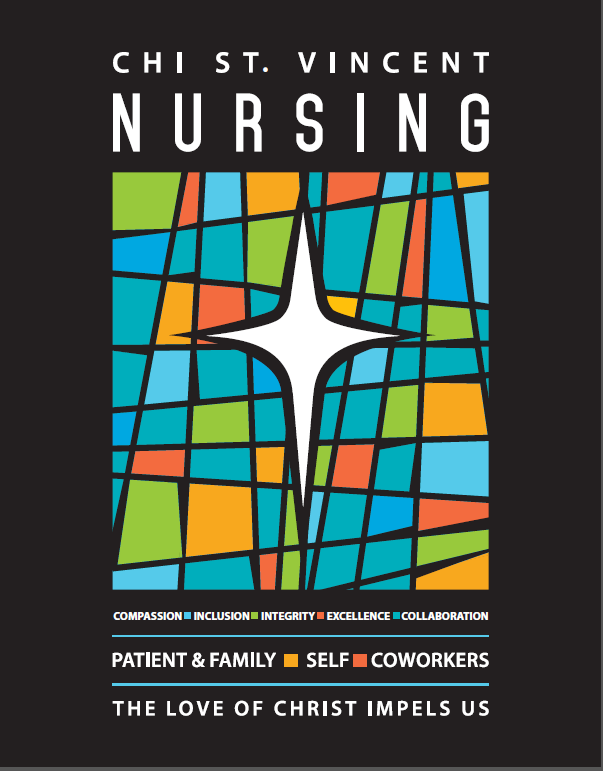 CHI ST. VINCENT
NURSING
COMPASSION INCLUSION INTEGRITY EXCELLENCE COLLABORATION
PATIENT & FAMILY SELF COWORKERS
THE LOVE OF CHRIST IMPELS US